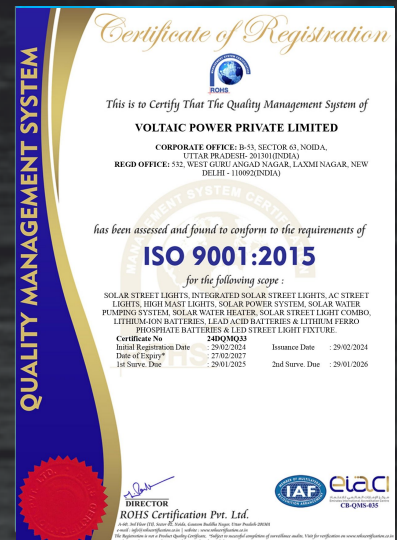 Certificate of Registration
ROHS
This is to Certify That The Quality Management System of
VOLTAIC POWER PRIVATE LIMITED
CORPORATE OFFICE: B-53, SECTOR 63, NOIDA,
UTTAR PRADESH- 201301(INDIA)
REGD OFFICE: 532, WEST GURU ANGAD NAGAR, LAXMI NAGAR, NEW
DELHI - 110092(INDIA)
has been assessed and found to conform to the requirements of
ISO 9001:2015
for the following scope :
SOLAR STREET LIGHTS, INTEGRATED SOLAR STREET LIGHTS, AC STREET
LIGHTS, HIGH MAST LIGHTS, SOLAR POWER SYSTEM, SOLAR WATER
PUMPING SYSTEM, SOLAR WATER HEATER, SOLAR STREET LIGHT COMBO,
LITHIUM-ION BATTERIES, LEAD ACID BATTERIES & LITHIUM FERRO
PHOSPHATE BATTERIES & LED STREET LIGHT FIXTURE.
Certificate No 24DQMQ33
Initial Registration Date : 29/02/2024 Issuance Date : 29/02/2024
Date of Expiry* : 27/02/2027
1st Surve. Due : 29/01/2025 2nd Surve. Due : 29/01/2026
QUALITY MANAGEMENT SYSTEM
DIRECTOR
ROHS Certification Pvt. Ltd.
IAF
eiaci
CB-QMS-035